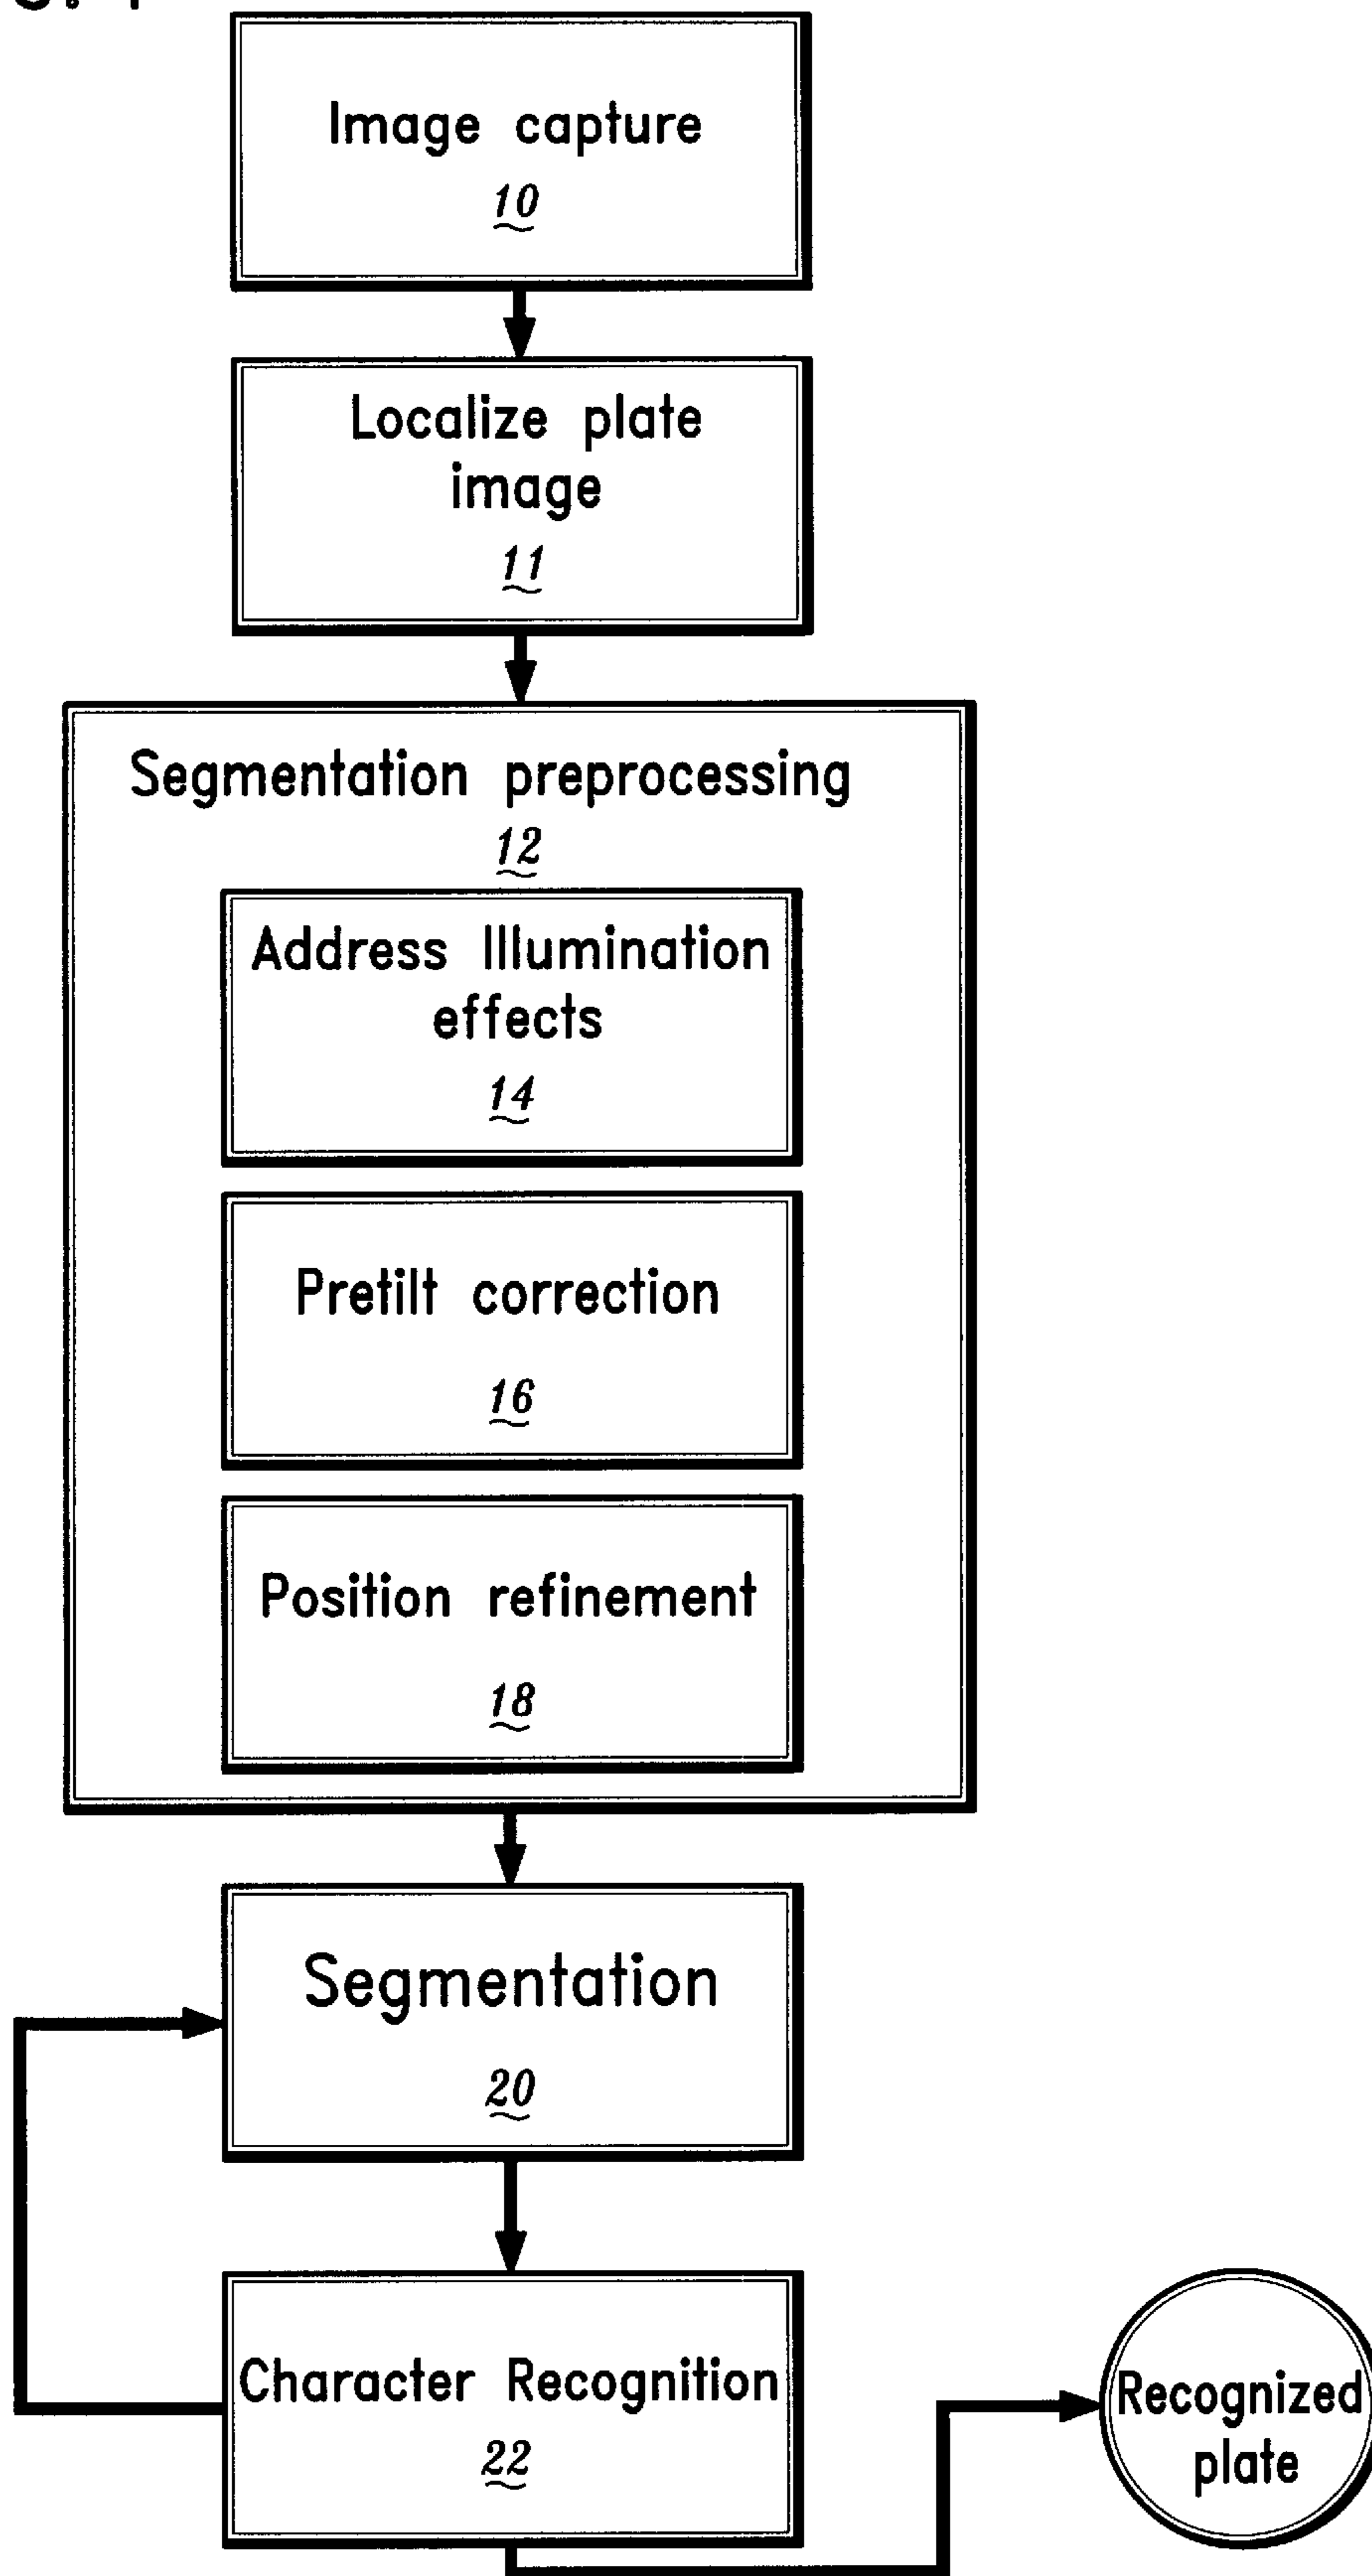 Image capture
10
Localize plate
image
11
Segmentation preprocessing
12
Address Illumination
effects
14
Pretilt correction
16
Position refinement
18
Segmentation
20
Character Recognition
22
Recognized
plate